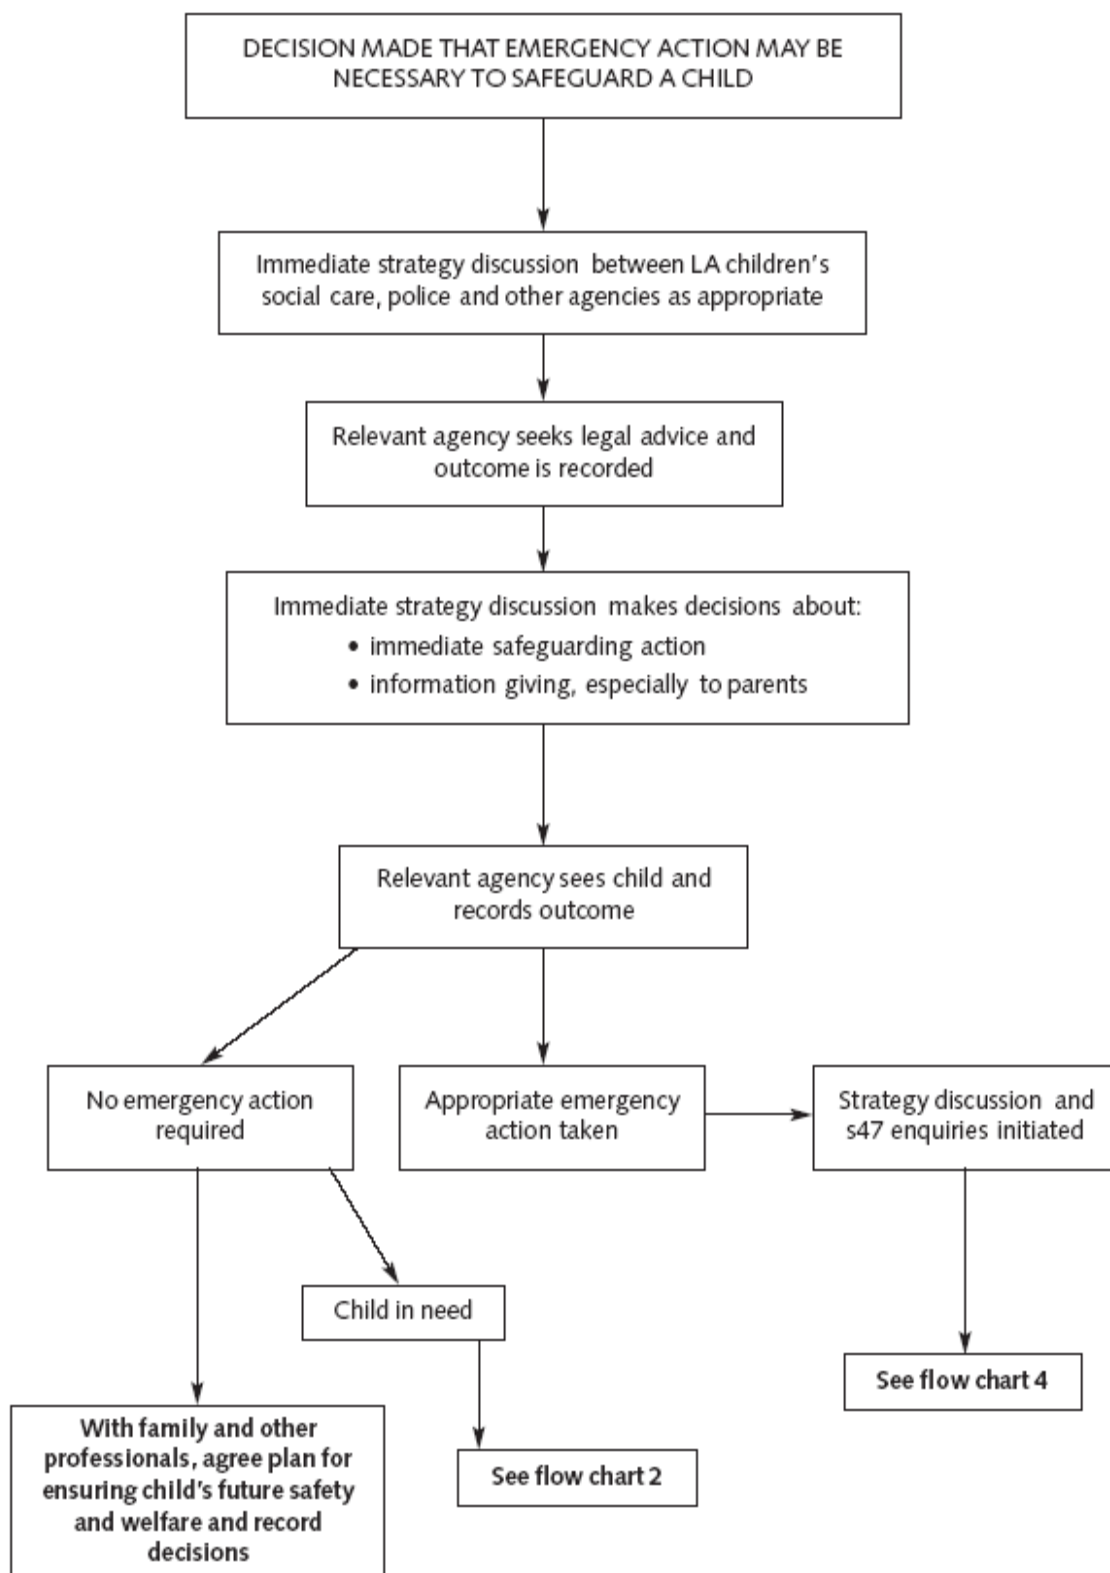 DECISION MADE THAT EMERGENCY ACTION MAY BE
NECESSARY TO SAFEGUARD A CHILD
Immediate strategy discussion between LA children's
social care, police and other agencies as appropriate
Relevant agency seeks legal advice and
outcome is recorded
Immediate strategy discussion makes decisions about:
• immediate safeguarding action
• information giving, especially to parents
Relevant agency sees child and
records outcome
No emergency action
required
Appropriate emergency
action taken
Strategy discussion and
s47 enquiries initiated
Child in need
See flow chart 4
With family and other
professionals, agree plan for
ensuring child's future safety
and welfare and record
decisions
See flow chart 2